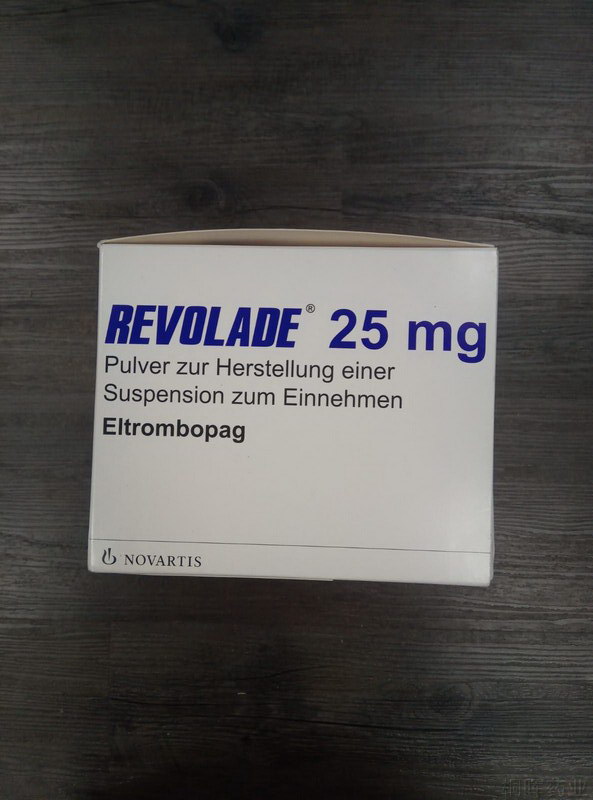 REVOLADE® 25 mg
Pulver zur Herstellung einer
Suspension zum Einnehmen
Eltrombopag
NOVARTIS